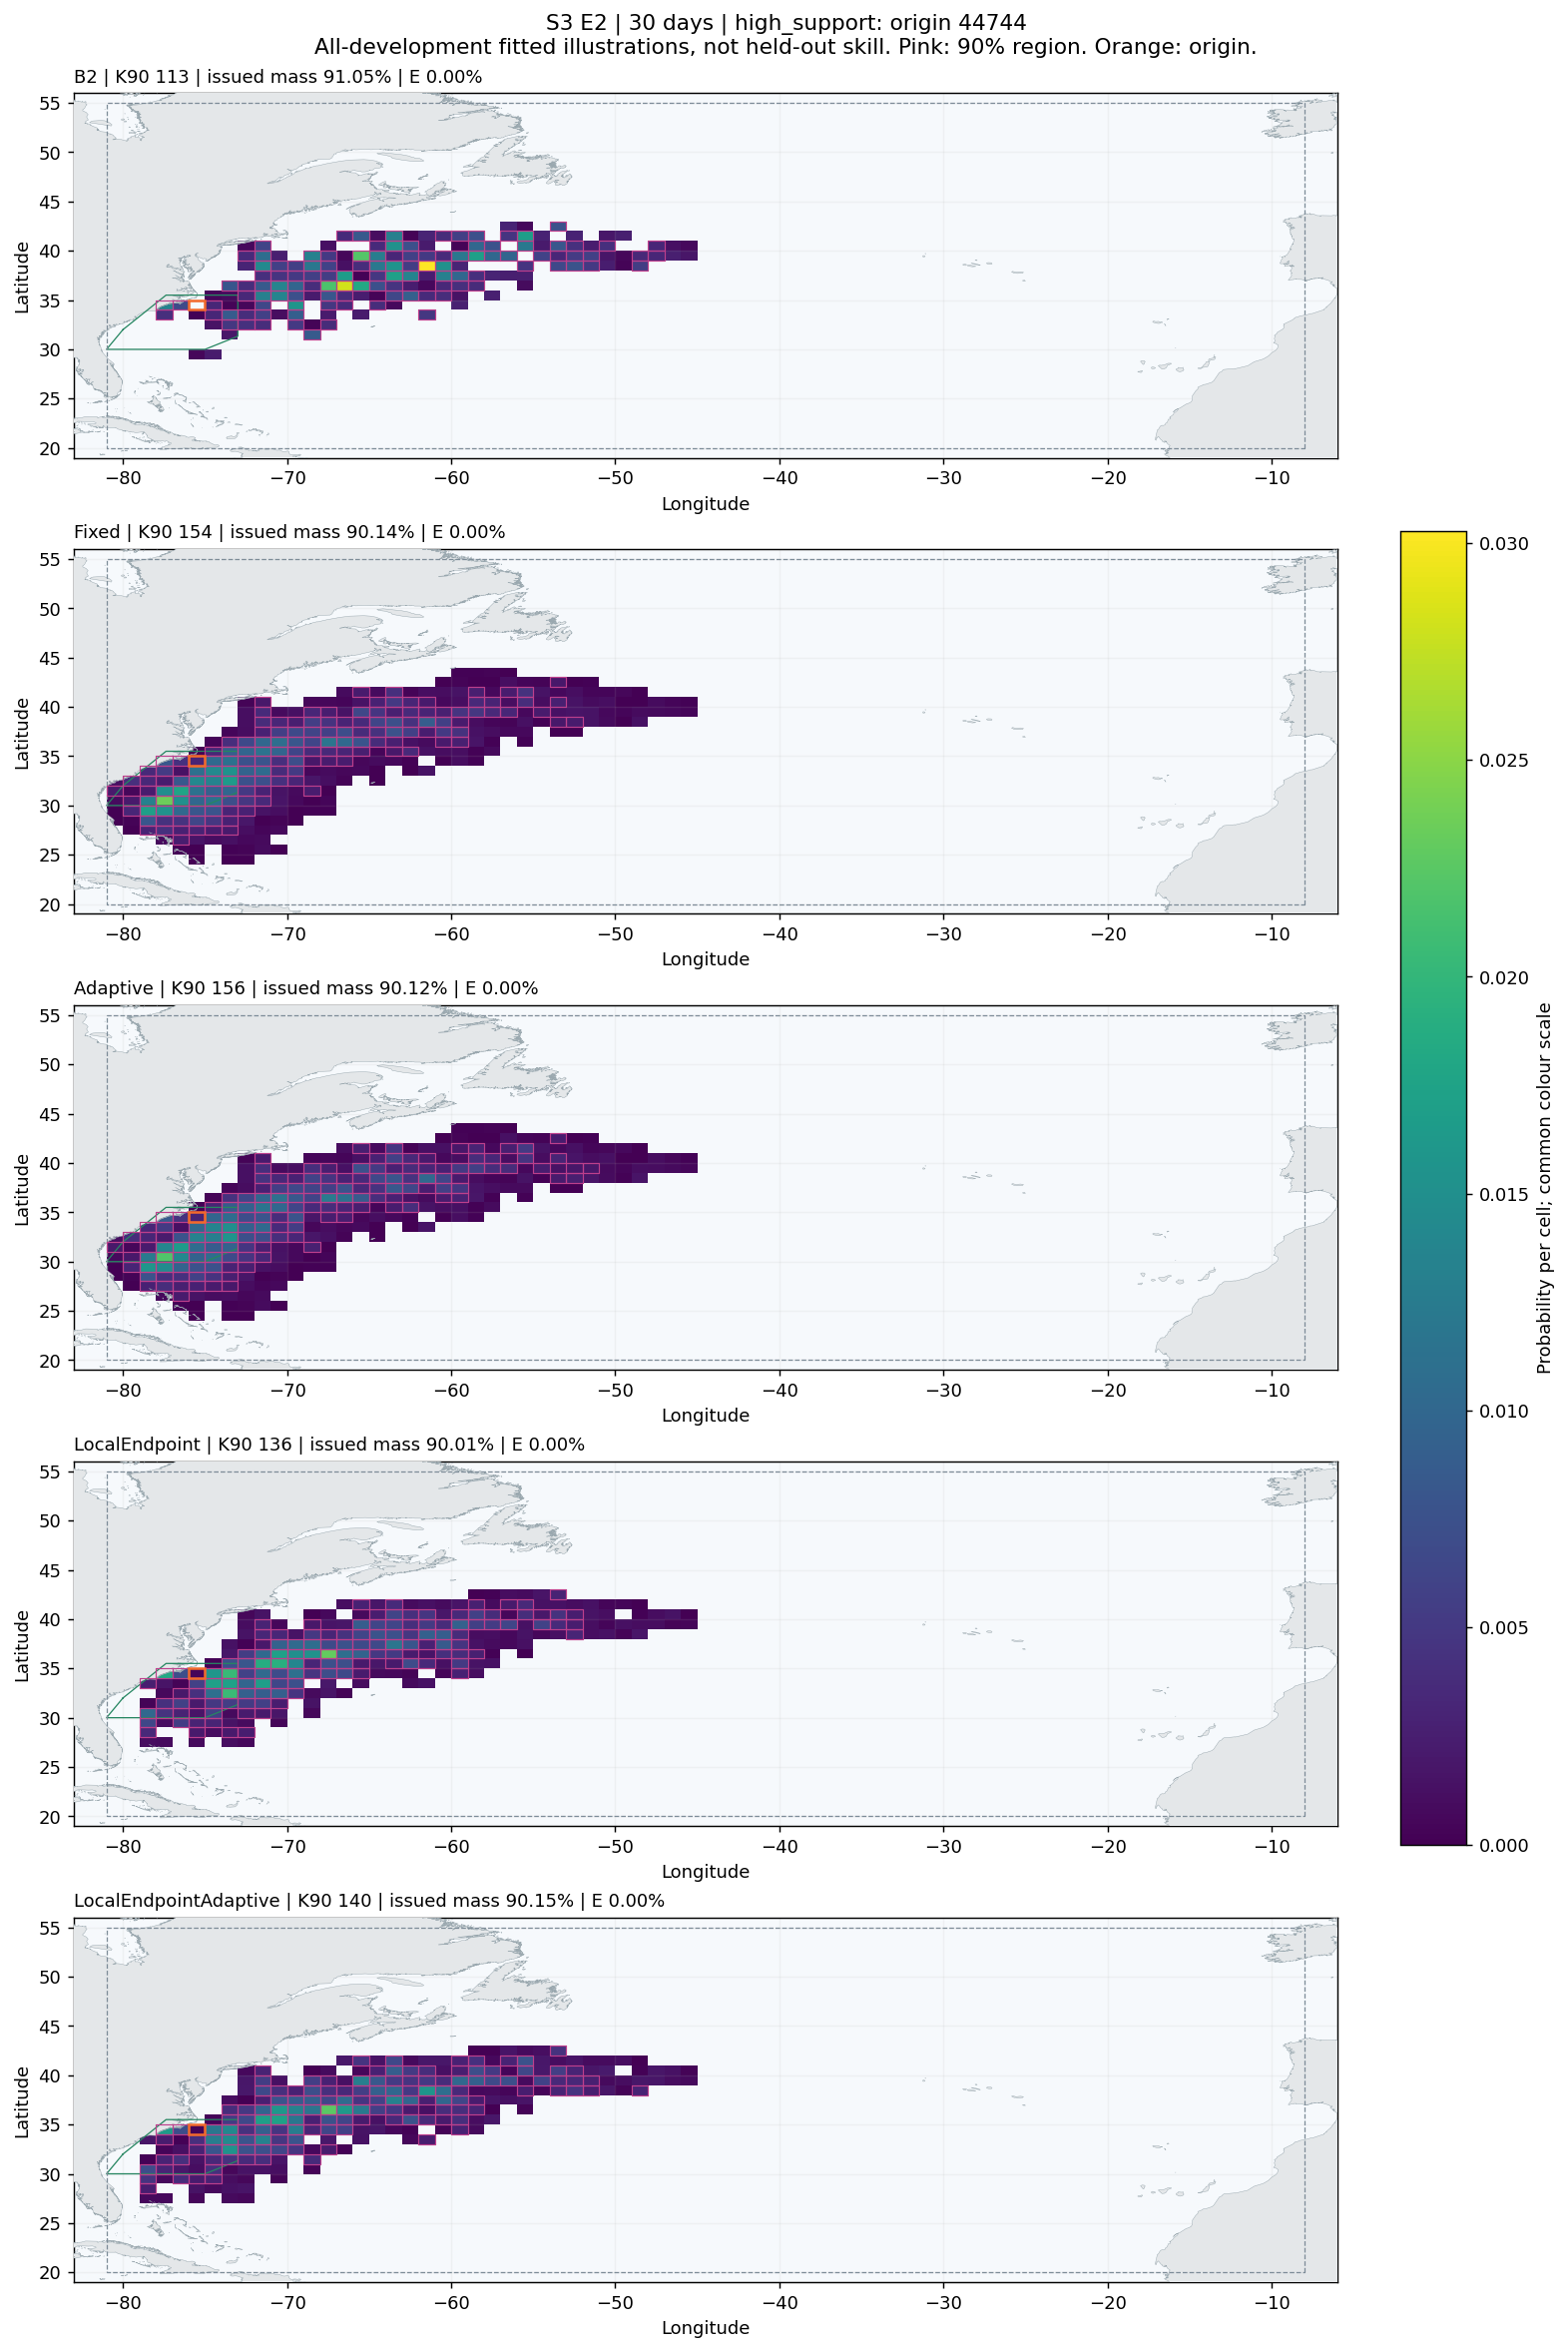 S3 E2 | 30 days | high_support: origin 44744
All-development fitted illustrations, not held-out skill. Pink: 90% region. Orange: origin.
B2 | K90 113 | issued mass 91.05% | E 0.00%
55
50
45
40
35
30
25
20
Latitude
−80 −70 −60 −50 −40 −30 −20 −10
Longitude
Fixed | K90 154 | issued mass 90.14% | E 0.00%
55
50
45
40
35
30
25
20
Latitude
−80 −70 −60 −50 −40 −30 −20 −10
Longitude
Adaptive | K90 156 | issued mass 90.12% | E 0.00%
55
50
45
40
35
30
25
20
Latitude
−80 −70 −60 −50 −40 −30 −20 −10
Longitude
LocalEndpoint | K90 136 | issued mass 90.01% | E 0.00%
55
50
45
40
35
30
25
20
Latitude
−80 −70 −60 −50 −40 −30 −20 −10
Longitude
LocalEndpointAdaptive | K90 140 | issued mass 90.15% | E 0.00%
55
50
45
40
35
30
25
20
Latitude
−80 −70 −60 −50 −40 −30 −20 −10
Longitude
0.030
0.025
0.020
0.015
0.010
0.005
0.000
Probability per cell; common colour scale